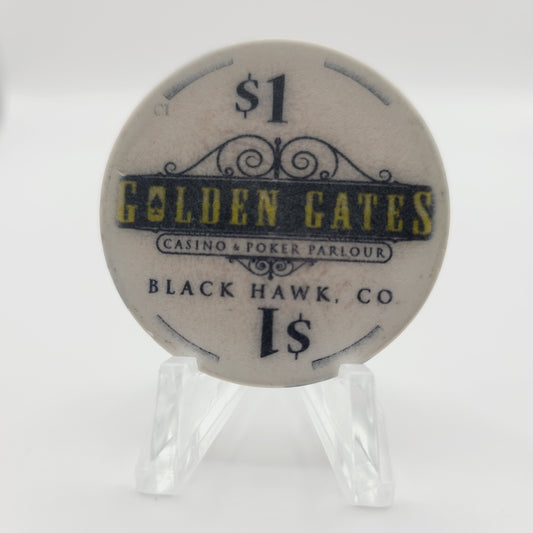 $1
GOLDEN GATES
CASINO & POKER PARLOUR
BLACK HAWK, CO
$1